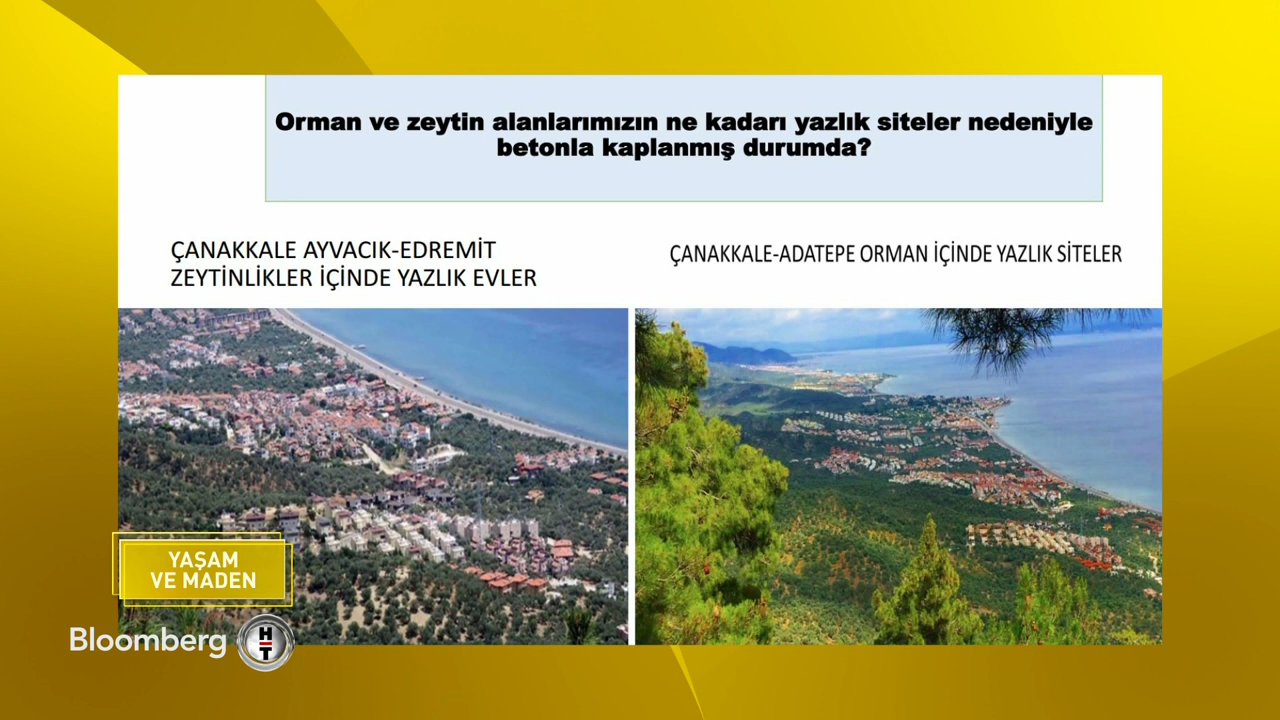 Orman ve zeytin alanlarımızın ne kadarı yazlık siteler nedeniyle
betonla kaplanmış durumda?
ÇANAKKALE AYVACIK-EDREMİT
ZEYTİNLİKLER İÇİNDE YAZLIK EVLER
ÇANAKKALE-ADATEPE ORMAN İÇİNDE YAZLIK SİTELER
YAŞAM
VE MADEN
Bloomberg HT